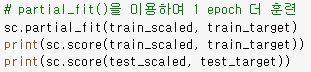 # partial_fit()을 이용하며 1 epoch 더 훈련
sc.partial_fit(train_scaled, train_target)
print(sc.score(train_scaled, train_target))
print(sc.score(test_scaled, test_target))